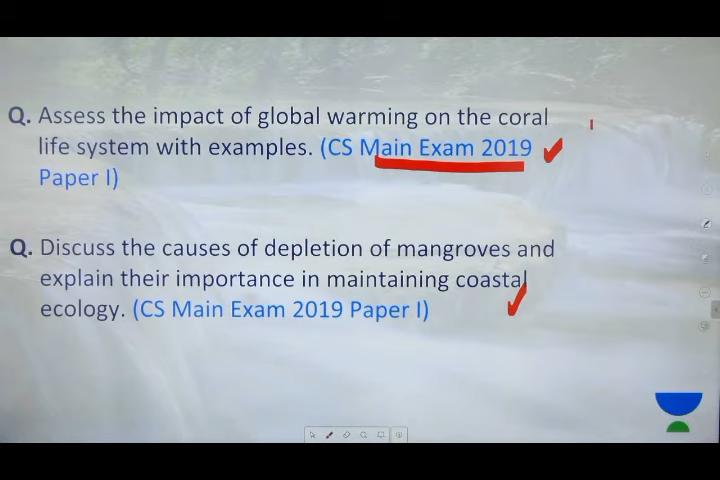 Q. Assess the impact of global warming on the coral
life system with examples. (CS Main Exam 2019
Paper I)
Q. Discuss the causes of depletion of mangroves and
explain their importance in maintaining coastal
ecology. (CS Main Exam 2019 Paper I)